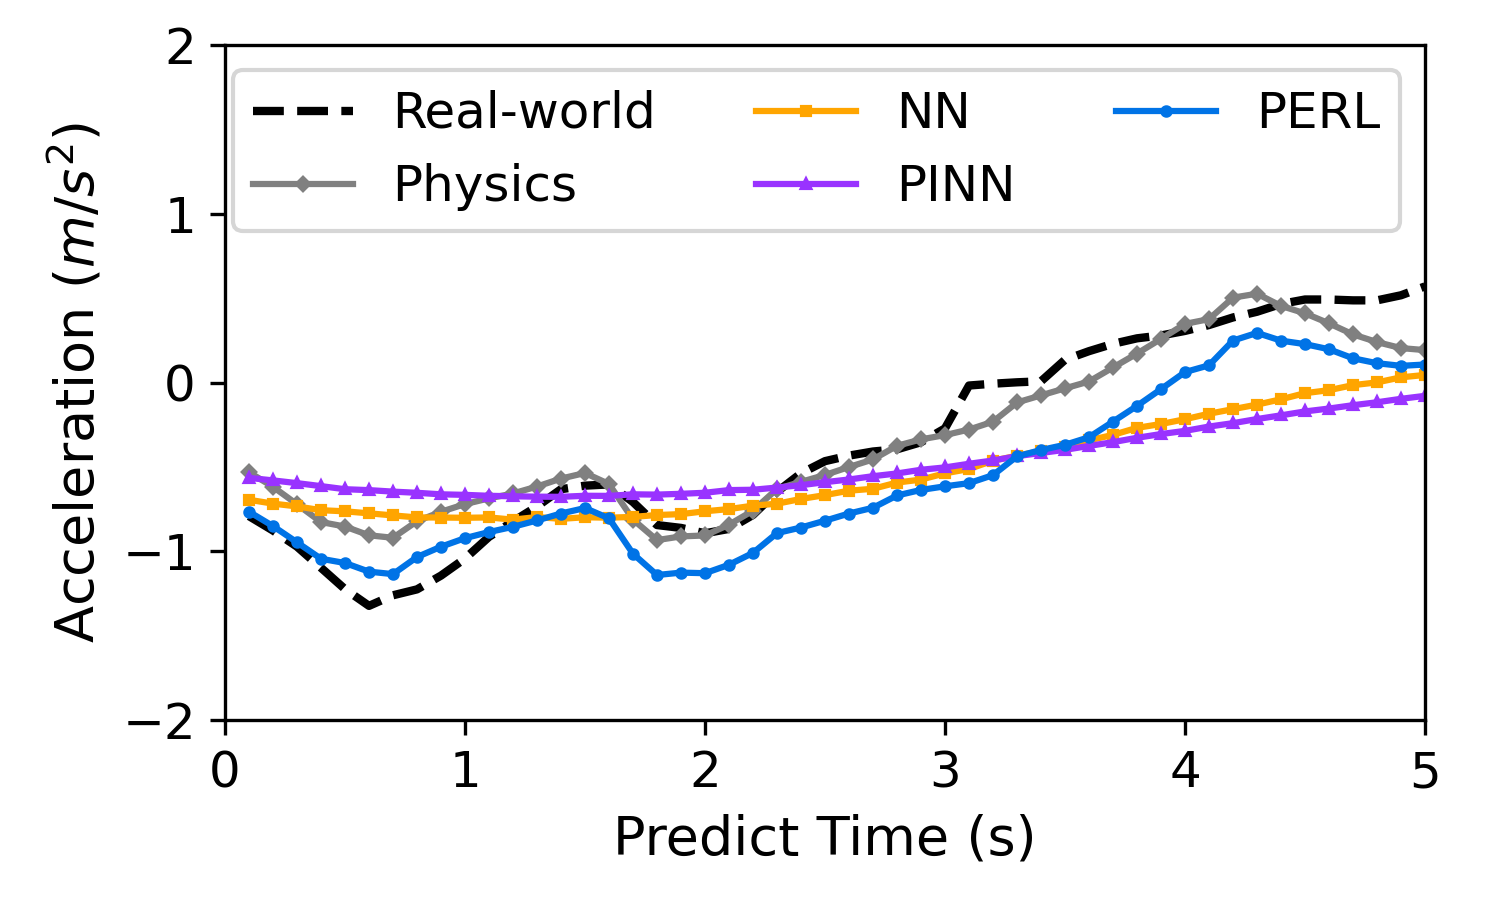 Acceleration (m/s²)
2
1
0
−1
−2
Real-world
Physics
NN
PINN
PERL
0 1 2 3 4 5
Predict Time (s)